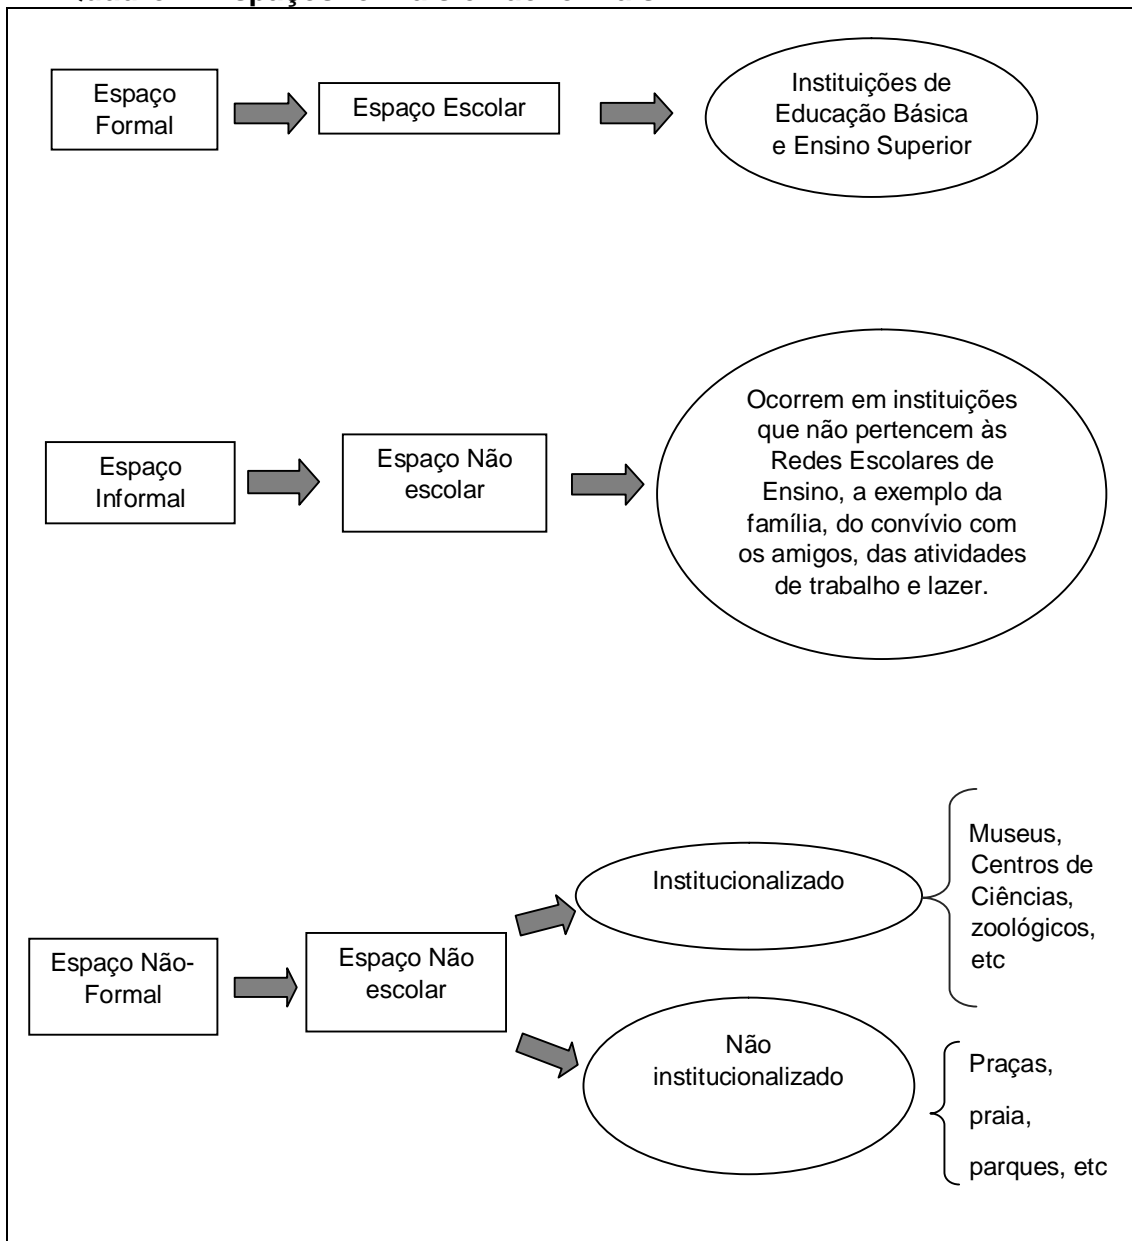 Espaço
Formal
Espaço Escolar
Instituições de
Educação Básica
e Ensino Superior
Espaço
Informal
Espaço Não
escolar
Ocorrem em instituições
que não pertencem às
Redes Escolares de
Ensino, a exemplo da
família, do convívio com
os amigos, das atividades
de trabalho e lazer.
Espaço Não-
Formal
Espaço Não
escolar
Institucionalizado
Museus,
Centros de
Ciências,
zoológicos,
etc
Não
institucionalizado
Praças,
praia,
parques, etc